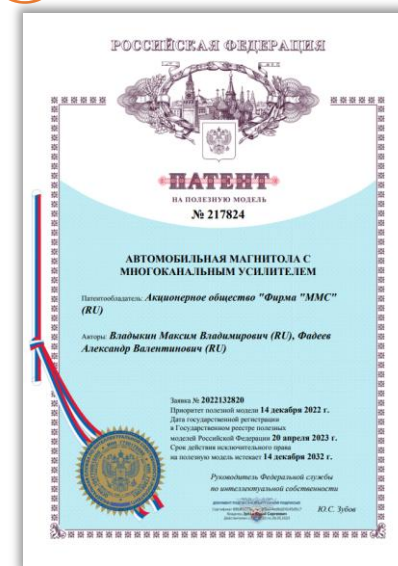 РОССИЙСКАЯ ФЕДЕРАЦИЯ
ПАТЕНТ
НА ПОЛЕЗНУЮ МОДЕЛЬ
№ 217824
АВТОМОБИЛЬНАЯ МАГНИТОЛА С
МНОГОКАНАЛЬНЫМ УСИЛИТЕЛЕМ
Патентообладатель: Акционерное общество "Фирма "ММС"
(RU)
Авторы: Владыкин Максим Владимирович (RU), Фадеев
Александр Валентинович (RU)
Заявка № 2022132820
Приоритет полезной модели 14 декабря 2022 г.
Дата государственной регистрации
в Государственном реестре полезных
моделей Российской Федерации 20 апреля 2023 г.
Срок действия исключительного права
на полезную модель истекает 14 декабря 2032 г.
Руководитель Федеральной службы
по интеллектуальной собственности
Ю.С. Зубов